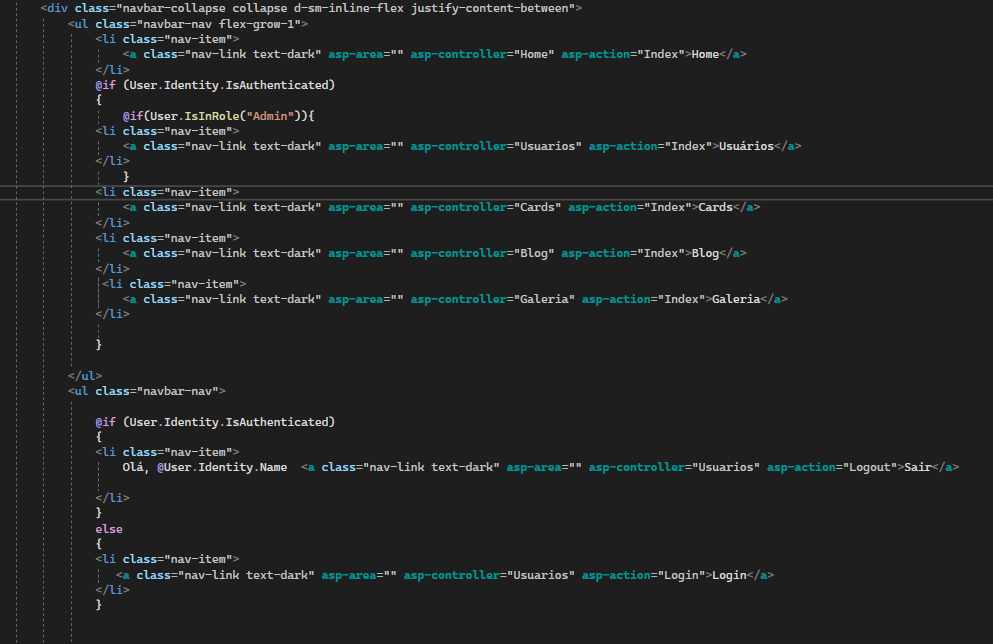 <div class="navbar-collapse collapse d-sm-inline-flex justify-content-between">
<ul class="navbar-nav flex-grow-1">
<li class="nav-item">
<a class="nav-link text-dark" asp-area="" asp-controller="Home" asp-action="Index">Home</a>
</li>
@if (User.Identity.IsAuthenticated)
{
@if(User.IsInRole("Admin")){
<li class="nav-item">
<a class="nav-link text-dark" asp-area="" asp-controller="Usuarios" asp-action="Index">Usuários</a>
</li>
}
<li class="nav-item">
<a class="nav-link text-dark" asp-area="" asp-controller="Cards" asp-action="Index">Cards</a>
</li>
<li class="nav-item">
<a class="nav-link text-dark" asp-area="" asp-controller="Blog" asp-action="Index">Blog</a>
</li>
<li class="nav-item">
<a class="nav-link text-dark" asp-area="" asp-controller="Galeria" asp-action="Index">Galeria</a>
</li>
}
</ul>
<ul class="navbar-nav">
@if (User.Identity.IsAuthenticated)
{
<li class="nav-item">
Olá, @User.Identity.Name  <a class="nav-link text-dark" asp-area="" asp-controller="Usuarios" asp-action="Logout">Sair</a>
</li>
}
else
{
<li class="nav-item">
<a class="nav-link text-dark" asp-area="" asp-controller="Usuarios" asp-action="Login">Login</a>
</li>
}